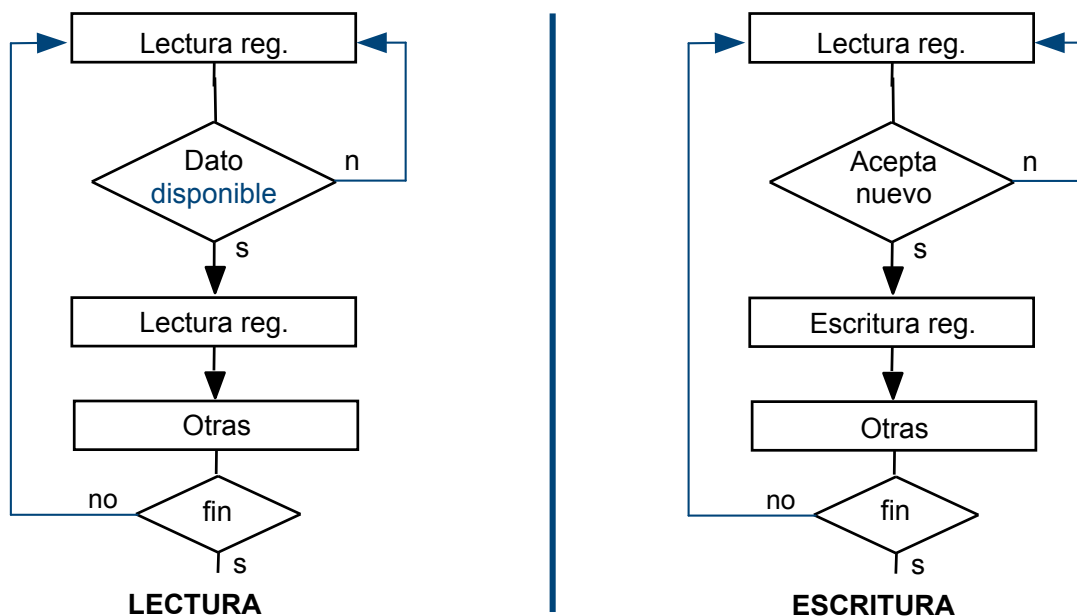 Lectura reg.
Dato
disponible
n
s
Lectura reg.
Otras
no
fin
s
LECTURA
Lectura reg.
Acepta
nuevo
n
s
Escritura reg.
Otras
no
fin
s
ESCRITURA